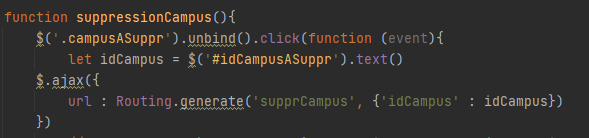 function suppressionCampus(){
    $('.campusASuppr').unbind().click(function (event){
        let idCampus = $('#idCampusASuppr').text()
    $.ajax({
        url : Routing.generate('supprCampus', {'idCampus' : idCampus})
    })